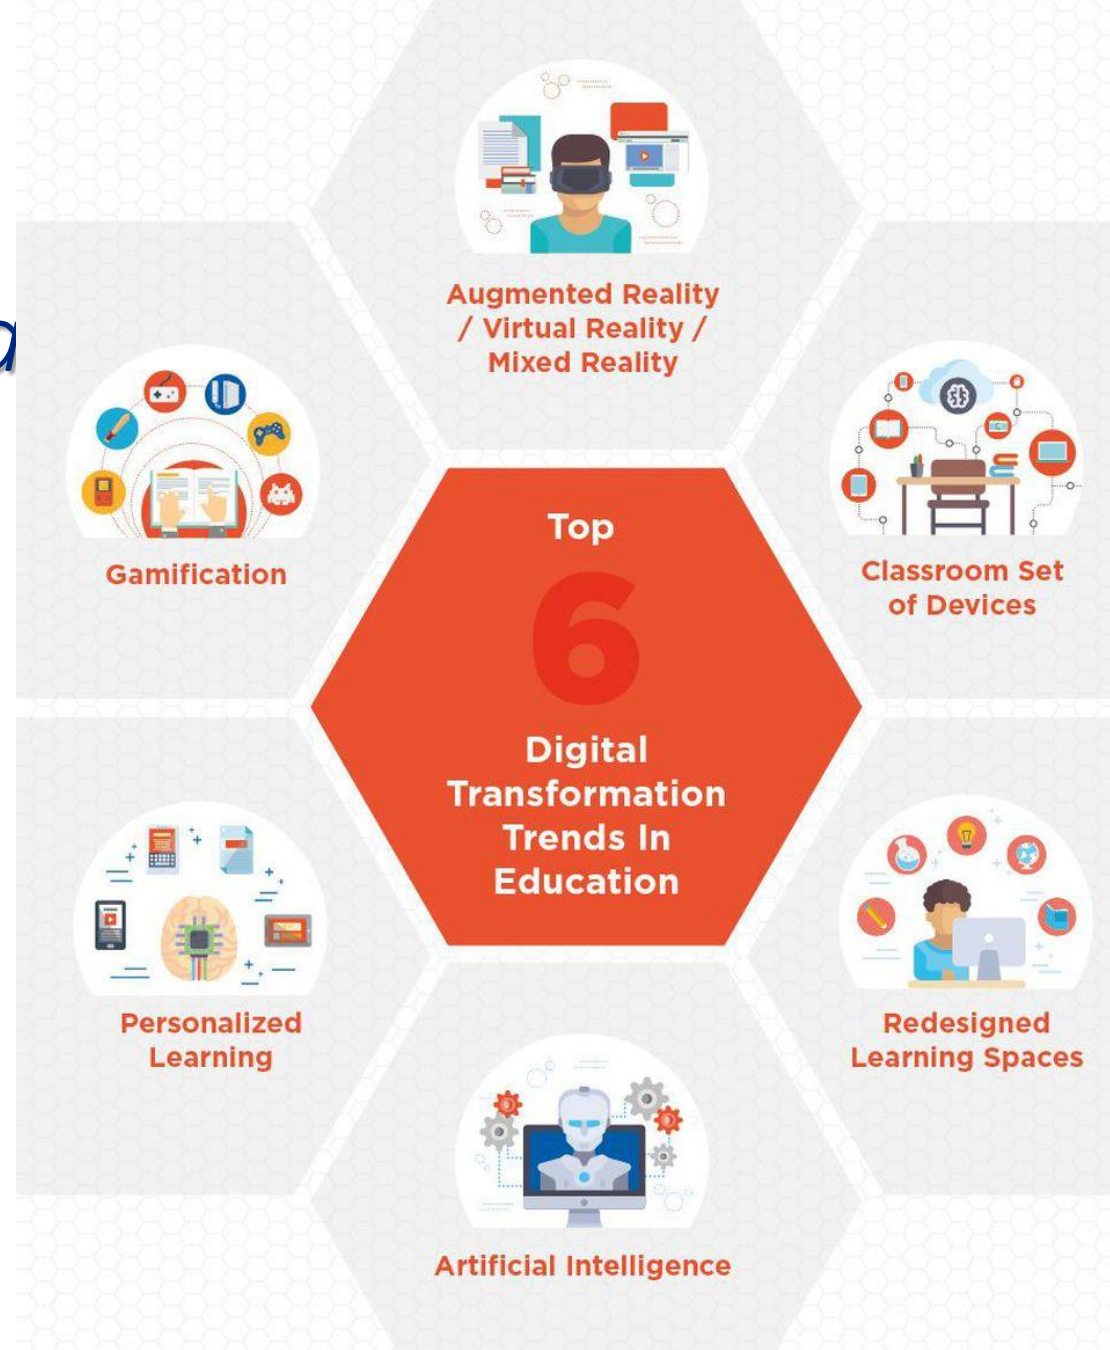 Augmented Reality
/ Virtual Reality /
Mixed Reality
Gamification
Classroom Set
of Devices
Top
6
Digital
Transformation
Trends In
Education
Personalized
Learning
Redesigned
Learning Spaces
Artificial Intelligence